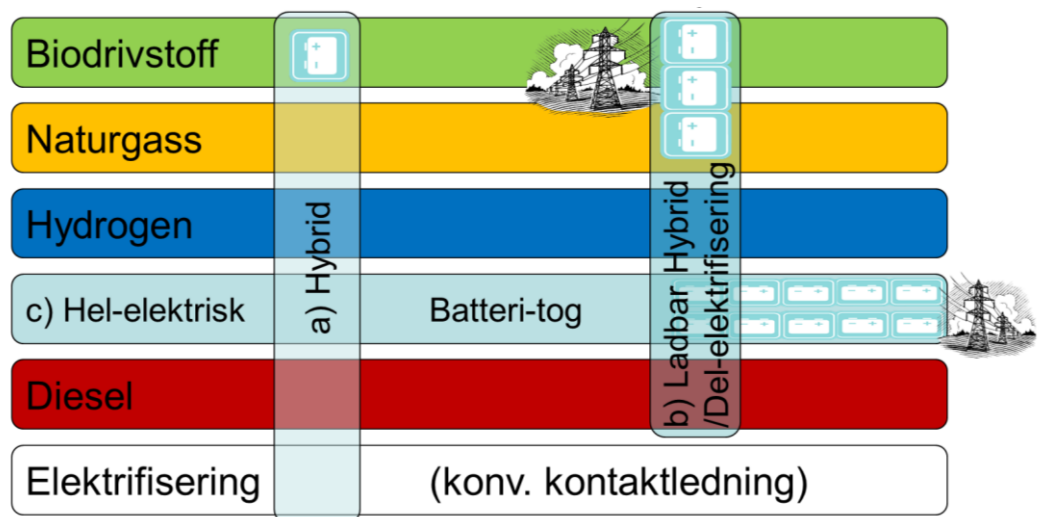 Biodrivstoff
Naturgass
Hydrogen
c) Hel-elektrisk
Batteri-tog
Diesel
Elektrifisering
(konv. kontaktledning)
a) Hybrid
b) Ladbar Hybrid
/Del-elektrifisering